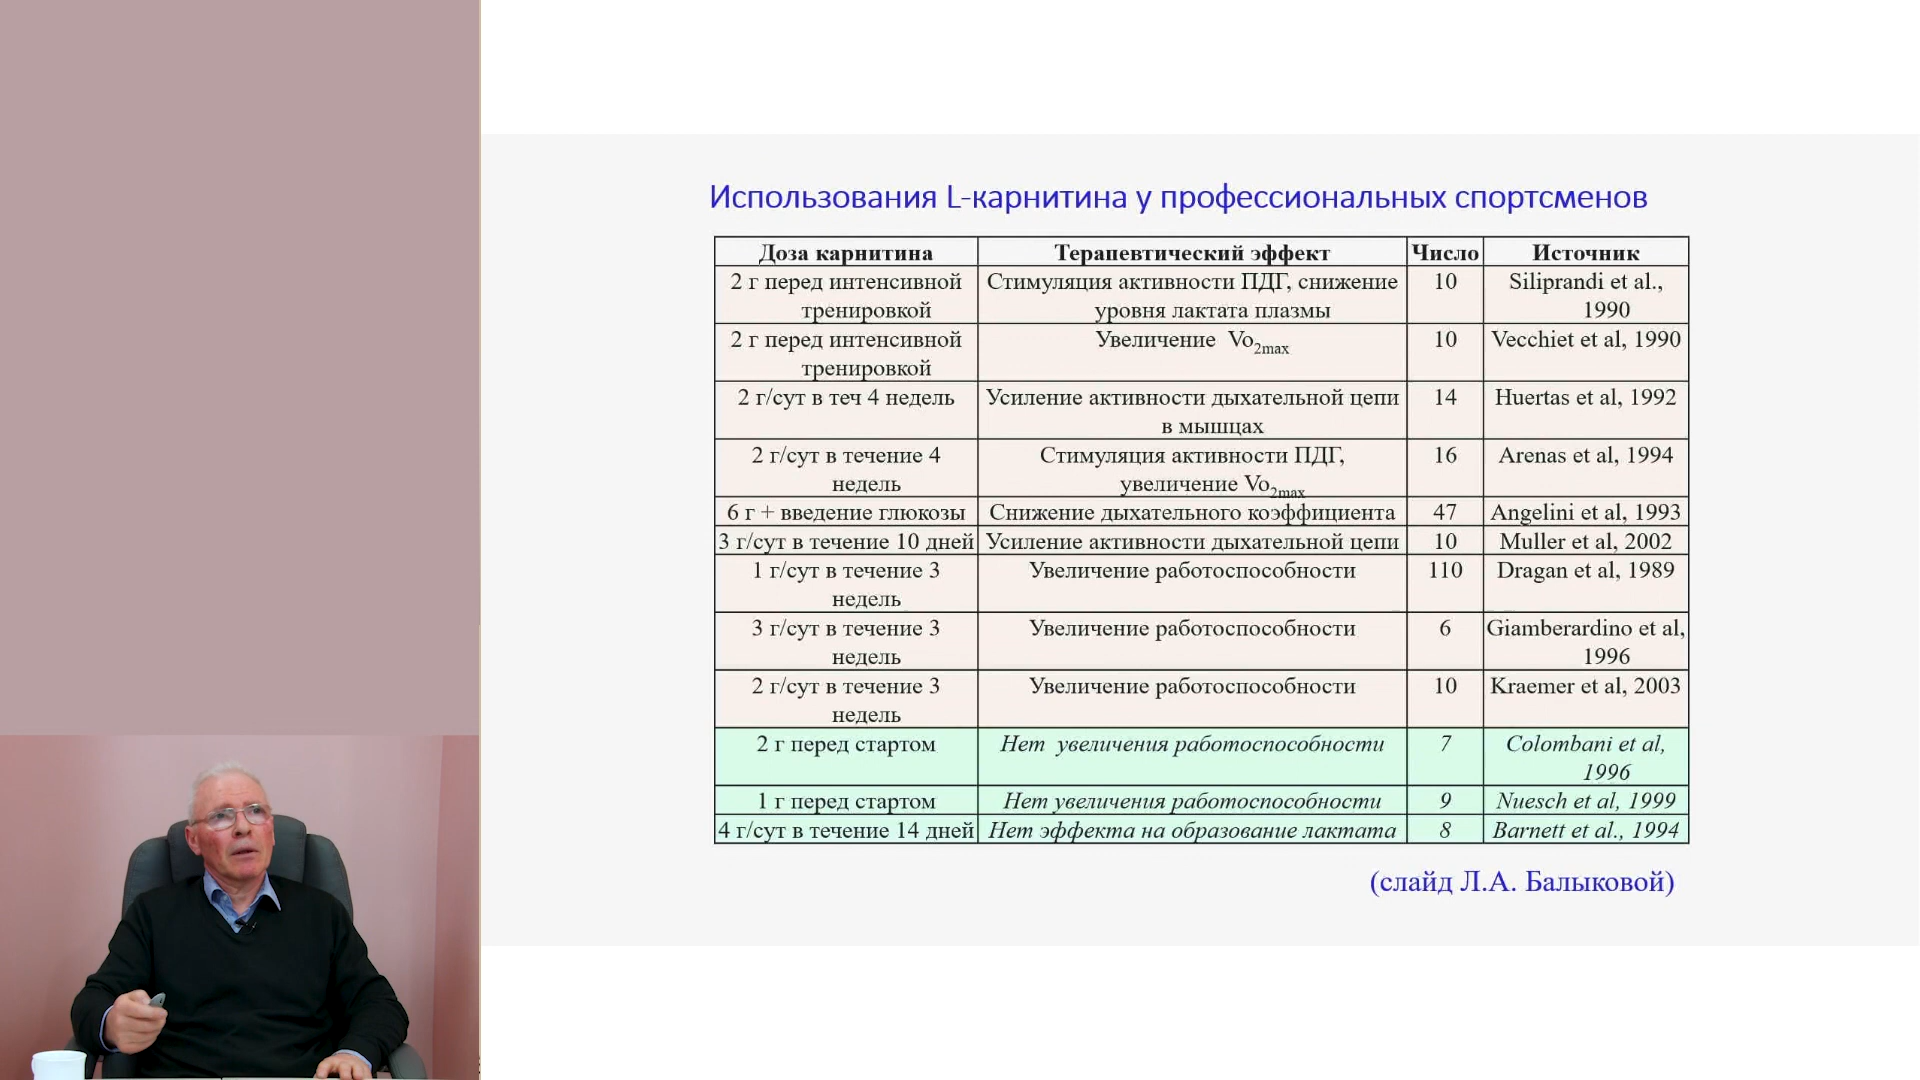 Использования L-карнитина у профессиональных спортсменов
Доза карнитина Терапевтический эффект Число Источник
2 г перед интенсивной тренировкой Стимуляция активности ПДГ, снижение уровня лактата плазмы 10 Siliprandi et al., 1990
2 г перед интенсивной тренировкой Увеличение Vo2max 10 Vecchiet et al, 1990
2 г/сут в теч 4 недель Усиление активности дыхательной цепи в мышцах 14 Huertas et al, 1992
2 г/сут в течение 4 недель Стимуляция активности ПДГ, увеличение Vo2max 16 Arenas et al, 1994
6 г + введение глюкозы Снижение дыхательного коэффициента 47 Angelini et al, 1993
3 г/сут в течение 10 дней Усиление активности дыхательной цепи 10 Muller et al, 2002
1 г/сут в течение 3 недель Увеличение работоспособности 110 Dragan et al, 1989
3 г/сут в течение 3 недель Увеличение работоспособности 6 Giamberardino et al, 1996
2 г/сут в течение 3 недель Увеличение работоспособности 10 Kraemer et al, 2003
2 г перед стартом Нет увеличения работоспособности 7 Colombani et al, 1996
1 г перед стартом Нет увеличения работоспособности 9 Nuesch et al, 1999
4 г/сут в течение 14 дней Нет эффекта на образование лактата 8 Barnett et al., 1994
(слайд Л.А. Балыковой)